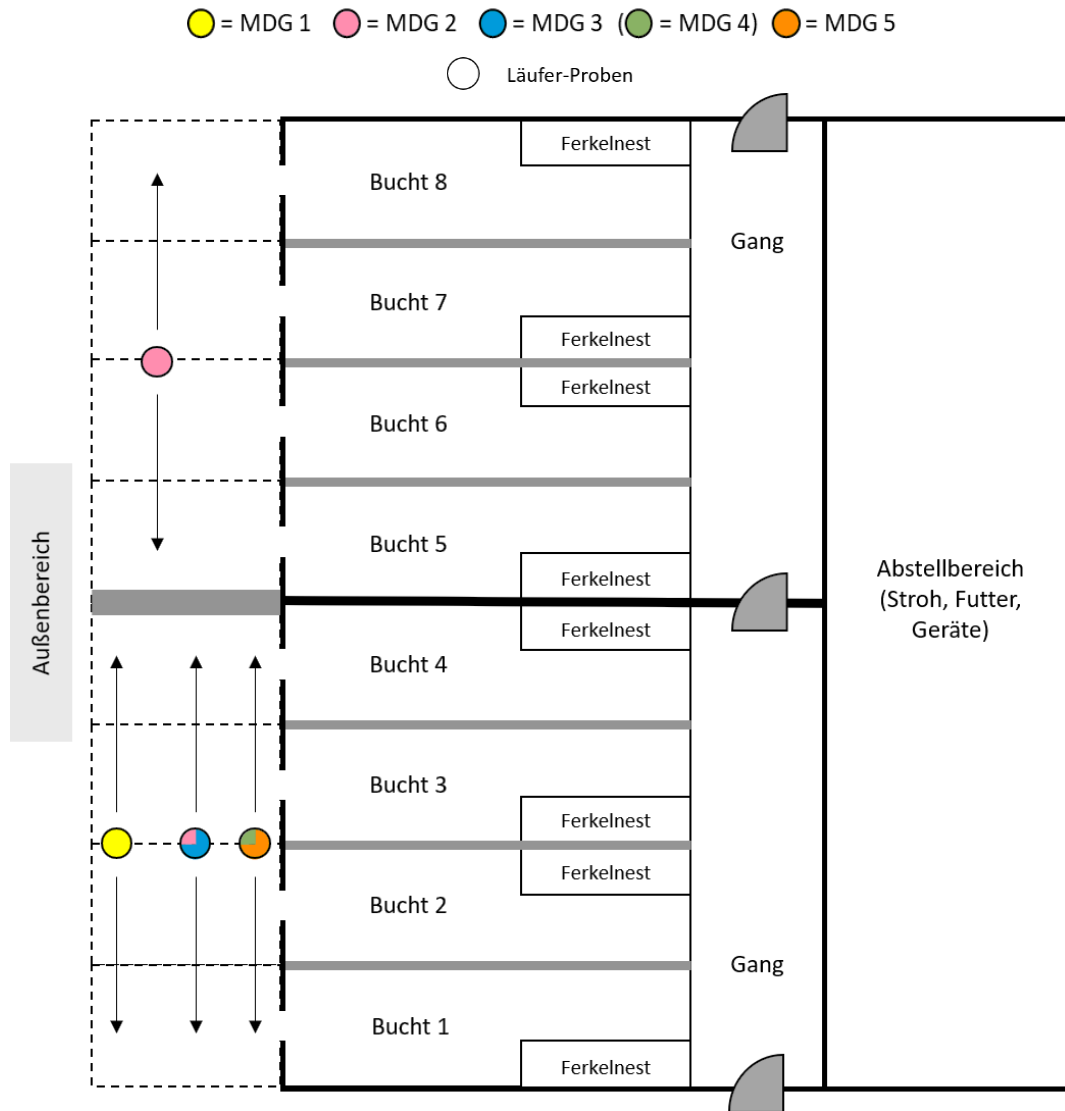 = MDG 1 = MDG 2 = MDG 3 ( = MDG 4) = MDG 5
Läufer-Proben
Ferkelnest
Bucht 8
Gang
Bucht 7
Ferkelnest
Ferkelnest
Bucht 6
Bucht 5
Ferkelnest
Außenbereich
Abstellbereich
(Stroh, Futter,
Geräte)
Ferkelnest
Bucht 4
Bucht 3
Ferkelnest
Ferkelnest
Bucht 2
Gang
Bucht 1
Ferkelnest